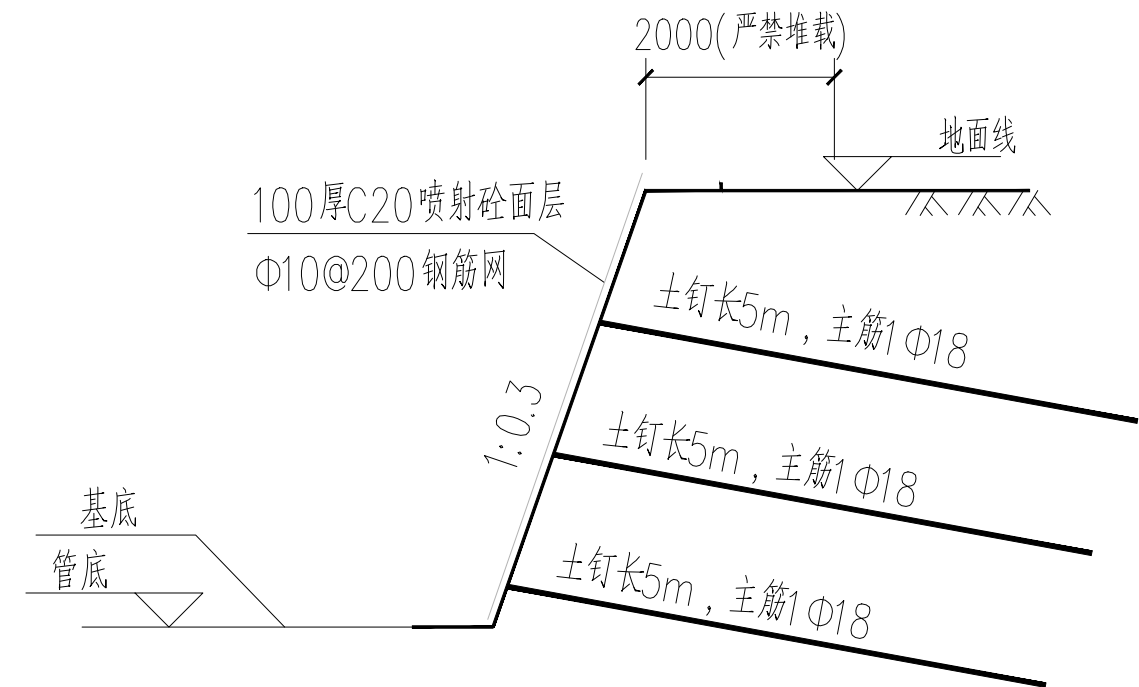 2000(严禁堆载)
地面线
100厚C20喷射砼面层
Φ10@200钢筋网
土钉长5m，主筋1Φ18
1:0.3
土钉长5m，主筋1Φ18
基底
管底
土钉长5m，主筋1Φ18